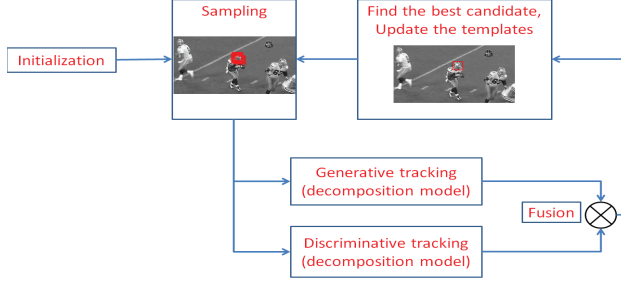 Sampling
Find the best candidate,
Update the templates
Initialization
Generative tracking
(decomposition model)
Fusion
Discriminative tracking
(decomposition model)